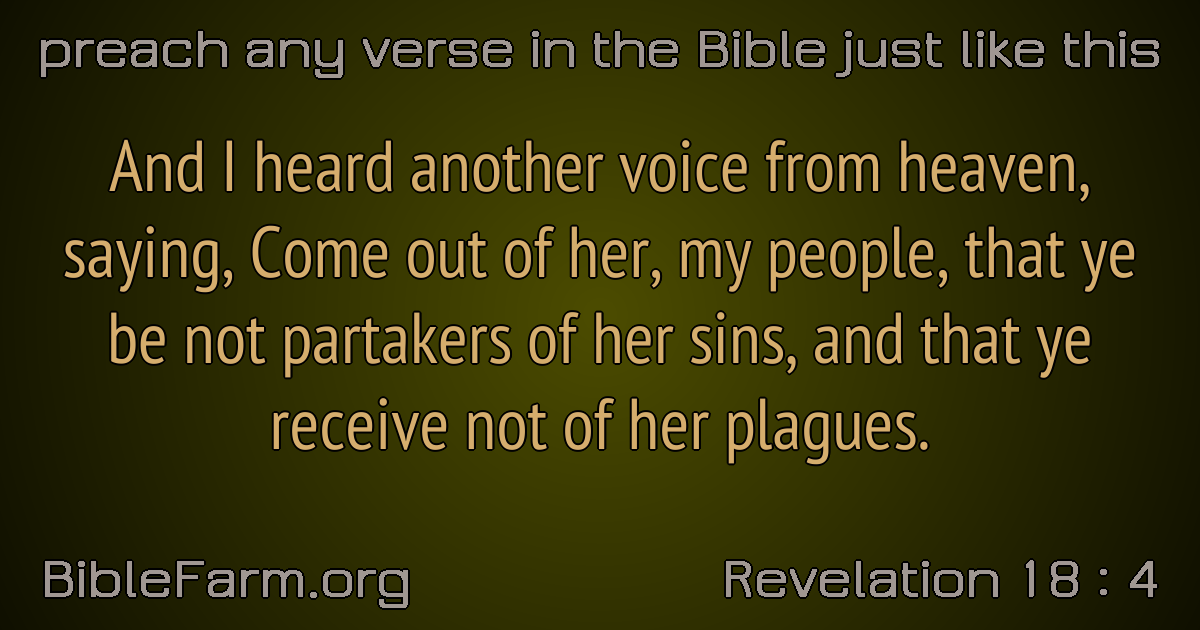 preach any verse in the Bible just like this
And I heard another voice from heaven,
saying, Come out of her, my people, that ye
be not partakers of her sins, and that ye
receive not of her plagues.
BibleFarm.org
Revelation 18 : 4